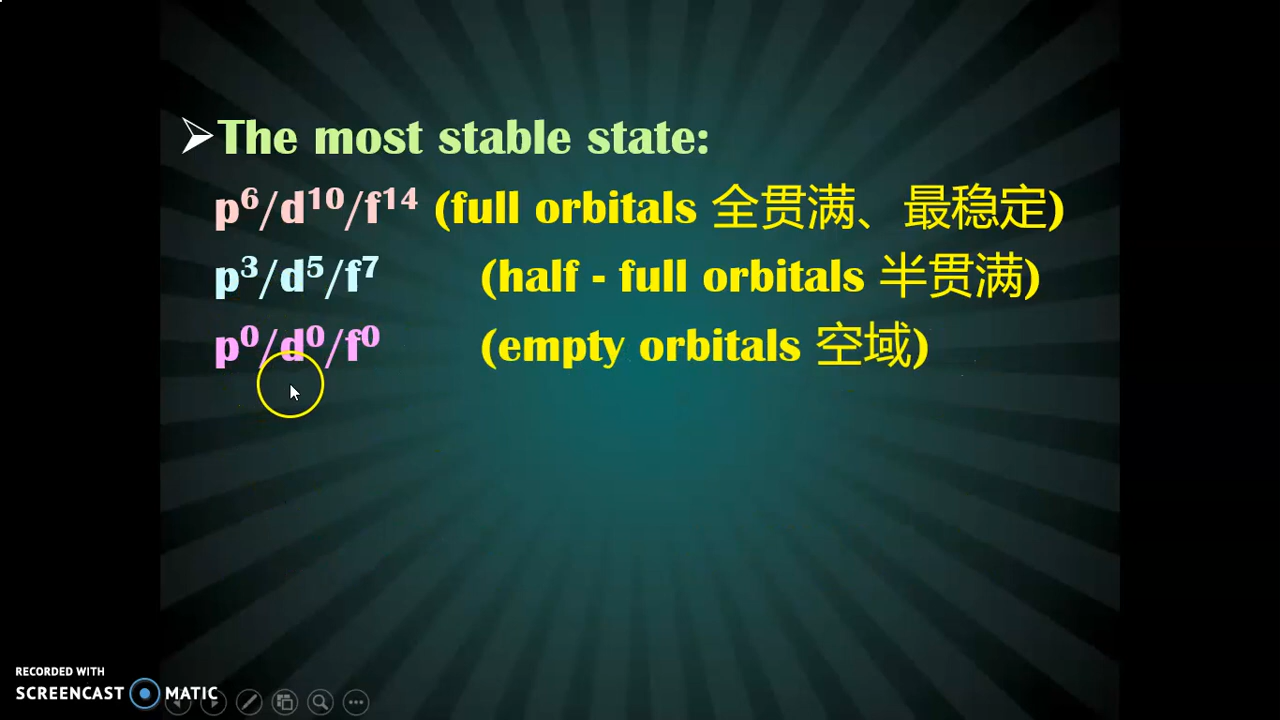 The most stable state:
p⁶/d¹⁰/f¹⁴ (full orbitals 全贯满、最稳定)
p³/d⁵/f⁷ (half - full orbitals 半贯满)
p⁰/d⁰/f⁰ (empty orbitals 空域)
RECORDED WITH
SCREENCAST MATIC